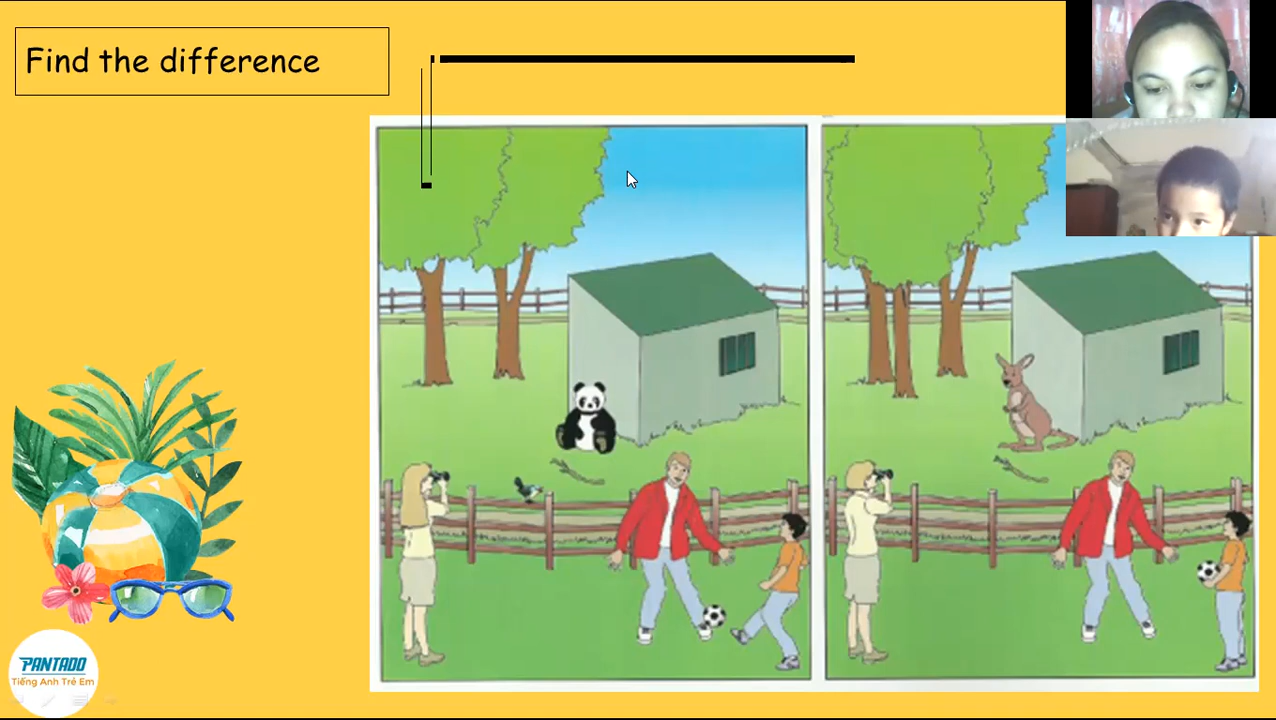 Find the difference
PANTADO
Tiếng Anh Trẻ Em